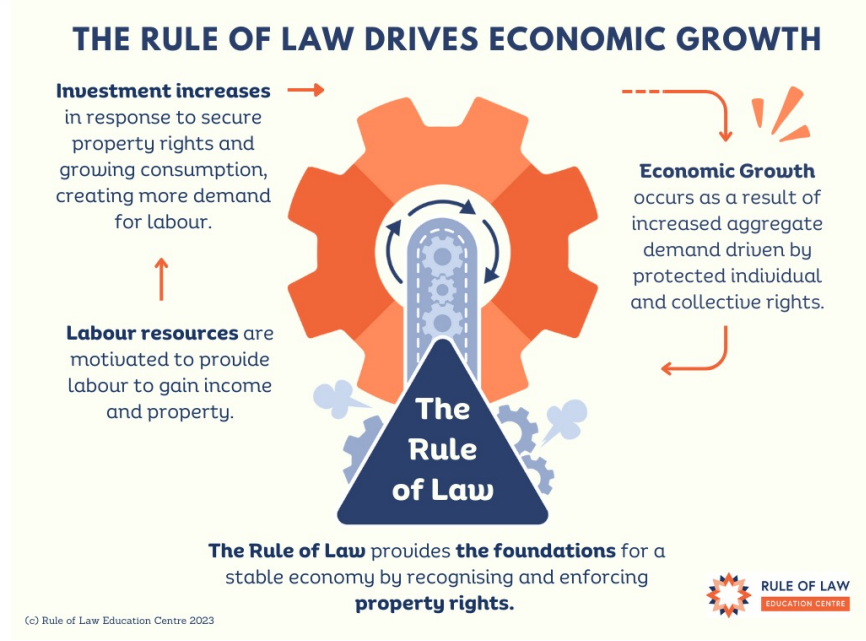 THE RULE OF LAW DRIVES ECONOMIC GROWTH
Investment increases
in response to secure
property rights and
growing consumption,
creating more demand
for labour.
Economic Growth
occurs as a result of
increased aggregate
demand driven by
protected individual
and collective rights.
Labour resources are
motivated to provide
labour to gain income
and property.
The
Rule
of Law
The Rule of Law provides the foundations for a
stable economy by recognising and enforcing
property rights.
RULE OF LAW
EDUCATION CENTRE
(c) Rule of Law Education Centre 2023